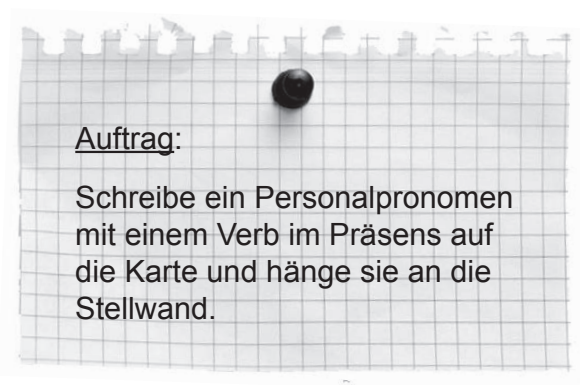 Auftrag:
Schreibe ein Personalpronomen
mit einem Verb im Präsens auf
die Karte und hänge sie an die
Stellwand.